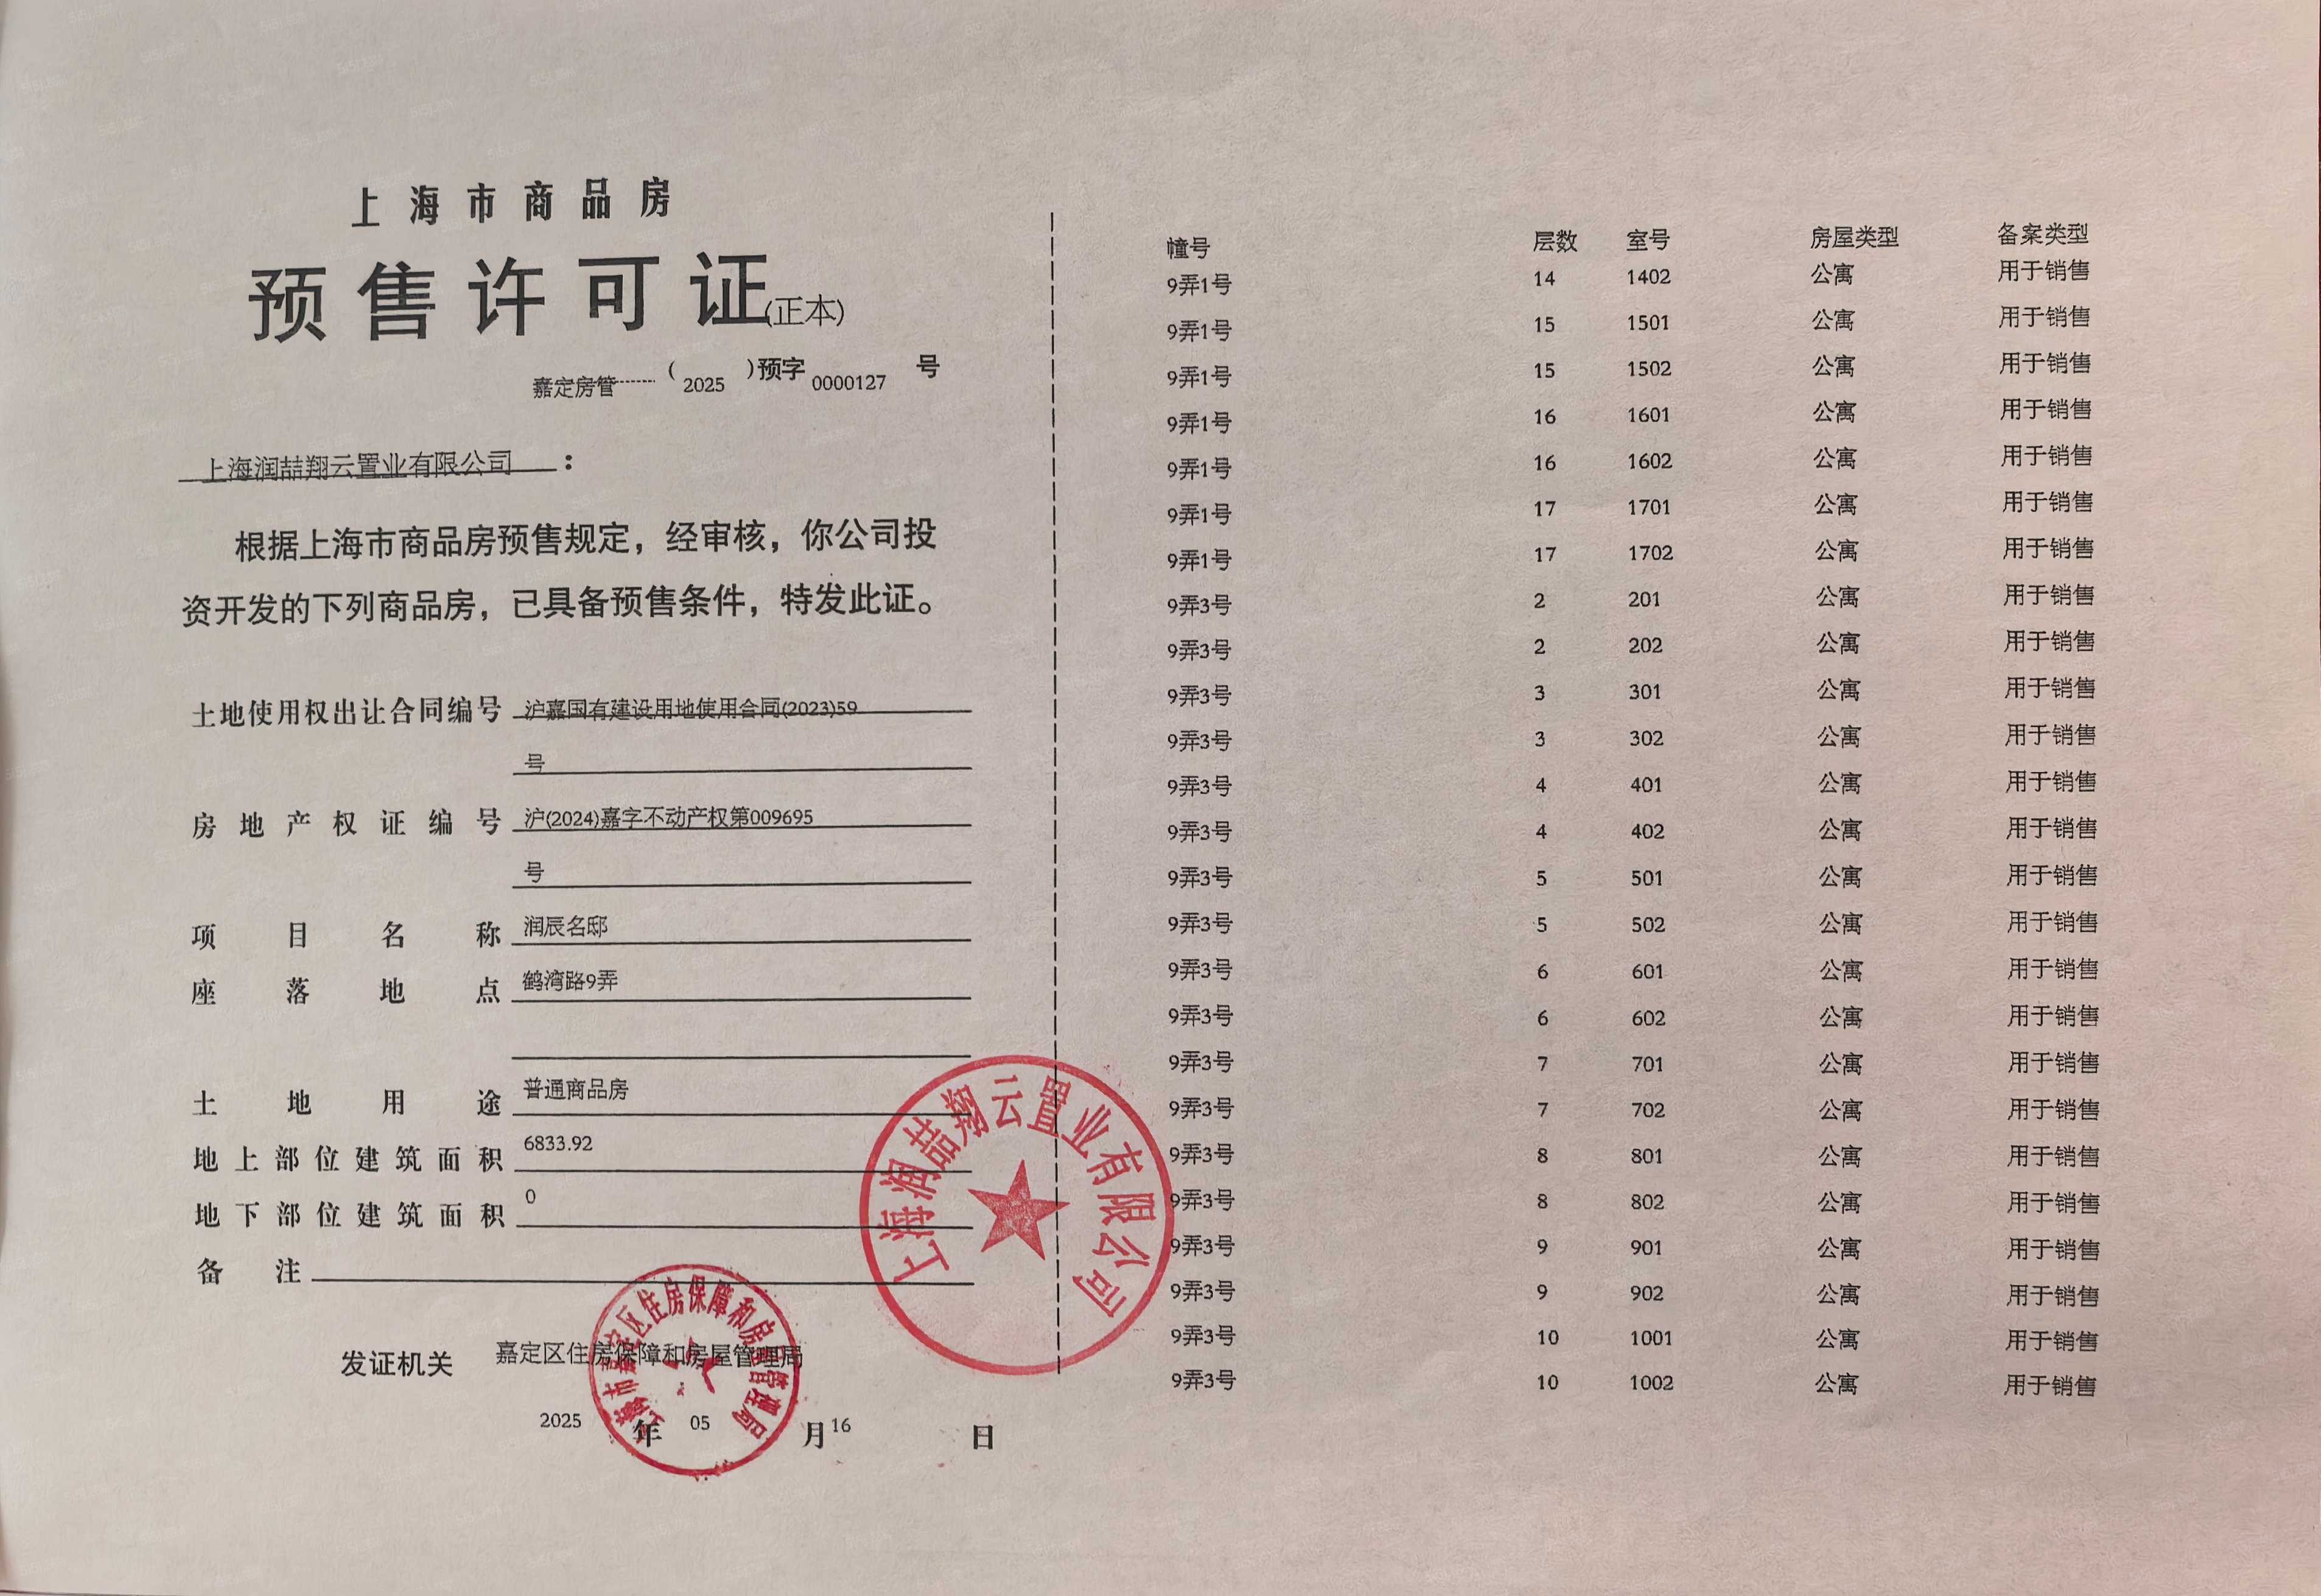 上海市商品房
预售许可证(正本)
嘉定房管(2025)预字0000127号
上海润喆翔云置业有限公司：
根据上海市商品房预售规定，经审核，你公司投
资开发的下列商品房，已具备预售条件，特发此证。
土地使用权出让合同编号 沪嘉国有建设用地使用合同(2023)59
号
房地产权证编号 沪(2024)嘉字不动产权第009695
号
项目名称 润辰名邸
座落地点 鹤湾路9弄
土地用途 普通商品房
地上部位建筑面积 6833.92
地下部位建筑面积 0
备注
发证机关 嘉定区住房保障和房屋管理局
2025年05月16日
上海市嘉定区住房保障和房屋管理局
上海润喆翔云置业有限公司
幢号 层数 室号 房屋类型 备案类型
9弄1号 14 1402 公寓 用于销售
9弄1号 15 1501 公寓 用于销售
9弄1号 15 1502 公寓 用于销售
9弄1号 16 1601 公寓 用于销售
9弄1号 16 1602 公寓 用于销售
9弄1号 17 1701 公寓 用于销售
9弄1号 17 1702 公寓 用于销售
9弄3号 2 201 公寓 用于销售
9弄3号 2 202 公寓 用于销售
9弄3号 3 301 公寓 用于销售
9弄3号 3 302 公寓 用于销售
9弄3号 4 401 公寓 用于销售
9弄3号 4 402 公寓 用于销售
9弄3号 5 501 公寓 用于销售
9弄3号 5 502 公寓 用于销售
9弄3号 6 601 公寓 用于销售
9弄3号 6 602 公寓 用于销售
9弄3号 7 701 公寓 用于销售
9弄3号 7 702 公寓 用于销售
9弄3号 8 801 公寓 用于销售
9弄3号 8 802 公寓 用于销售
9弄3号 9 901 公寓 用于销售
9弄3号 9 902 公寓 用于销售
9弄3号 10 1001 公寓 用于销售
9弄3号 10 1002 公寓 用于销售